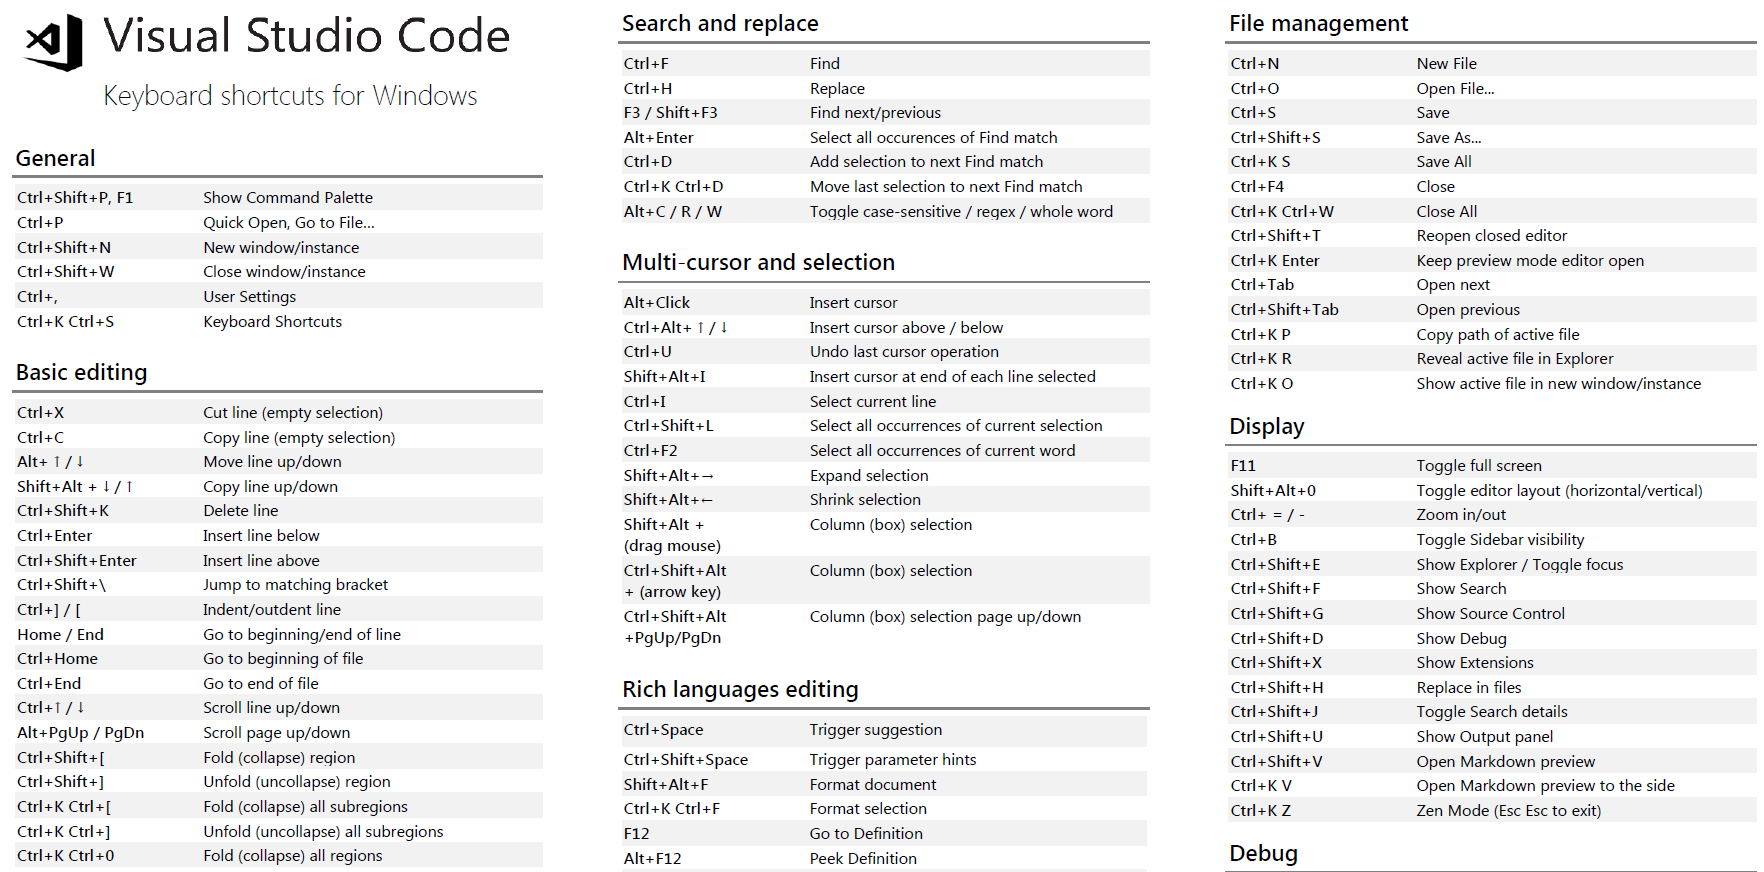 Visual Studio Code
Keyboard shortcuts for Windows
General
Ctrl+Shift+P, F1 Show Command Palette
Ctrl+P Quick Open, Go to File...
Ctrl+Shift+N New window/instance
Ctrl+Shift+W Close window/instance
Ctrl+, User Settings
Ctrl+K Ctrl+S Keyboard Shortcuts
Basic editing
Ctrl+X Cut line (empty selection)
Ctrl+C Copy line (empty selection)
Alt+ ↑ / ↓ Move line up/down
Shift+Alt + ↓ / ↑ Copy line up/down
Ctrl+Shift+K Delete line
Ctrl+Enter Insert line below
Ctrl+Shift+Enter Insert line above
Ctrl+Shift+\ Jump to matching bracket
Ctrl+] / [ Indent/outdent line
Home / End Go to beginning/end of line
Ctrl+Home Go to beginning of file
Ctrl+End Go to end of file
Ctrl+↑ / ↓ Scroll line up/down
Alt+PgUp / PgDn Scroll page up/down
Ctrl+Shift+[ Fold (collapse) region
Ctrl+Shift+] Unfold (uncollapse) region
Ctrl+K Ctrl+[ Fold (collapse) all subregions
Ctrl+K Ctrl+] Unfold (uncollapse) all subregions
Ctrl+K Ctrl+0 Fold (collapse) all regions
Search and replace
Ctrl+F Find
Ctrl+H Replace
F3 / Shift+F3 Find next/previous
Alt+Enter Select all occurences of Find match
Ctrl+D Add selection to next Find match
Ctrl+K Ctrl+D Move last selection to next Find match
Alt+C / R / W Toggle case-sensitive / regex / whole word
Multi-cursor and selection
Alt+Click Insert cursor
Ctrl+Alt+ ↑ / ↓ Insert cursor above / below
Ctrl+U Undo last cursor operation
Shift+Alt+I Insert cursor at end of each line selected
Ctrl+I Select current line
Ctrl+Shift+L Select all occurrences of current selection
Ctrl+F2 Select all occurrences of current word
Shift+Alt+→ Expand selection
Shift+Alt+← Shrink selection
Shift+Alt + Column (box) selection
(drag mouse)
Ctrl+Shift+Alt Column (box) selection
+ (arrow key)
Ctrl+Shift+Alt Column (box) selection page up/down
+PgUp/PgDn
Rich languages editing
Ctrl+Space Trigger suggestion
Ctrl+Shift+Space Trigger parameter hints
Shift+Alt+F Format document
Ctrl+K Ctrl+F Format selection
F12 Go to Definition
Alt+F12 Peek Definition
File management
Ctrl+N New File
Ctrl+O Open File...
Ctrl+S Save
Ctrl+Shift+S Save As...
Ctrl+K S Save All
Ctrl+F4 Close
Ctrl+K Ctrl+W Close All
Ctrl+Shift+T Reopen closed editor
Ctrl+K Enter Keep preview mode editor open
Ctrl+Tab Open next
Ctrl+Shift+Tab Open previous
Ctrl+K P Copy path of active file
Ctrl+K R Reveal active file in Explorer
Ctrl+K O Show active file in new window/instance
Display
F11 Toggle full screen
Shift+Alt+0 Toggle editor layout (horizontal/vertical)
Ctrl+ = / - Zoom in/out
Ctrl+B Toggle Sidebar visibility
Ctrl+Shift+E Show Explorer / Toggle focus
Ctrl+Shift+F Show Search
Ctrl+Shift+G Show Source Control
Ctrl+Shift+D Show Debug
Ctrl+Shift+X Show Extensions
Ctrl+Shift+H Replace in files
Ctrl+Shift+J Toggle Search details
Ctrl+Shift+U Show Output panel
Ctrl+Shift+V Open Markdown preview
Ctrl+K V Open Markdown preview to the side
Ctrl+K Z Zen Mode (Esc Esc to exit)
Debug